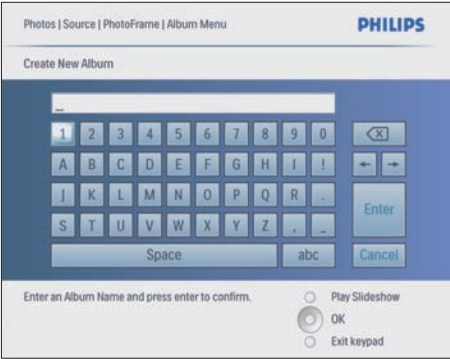 Photos | Source | PhotoFrame | Album Menu PHILIPS
Create New Album
_
1 2 3 4 5 6 7 8 9 0
A B C D E F G H I !
J K L M N O P Q R .
Enter
S T U V W X Y Z , _
Space abc Cancel
Enter an Album Name and press enter to confirm. Play Slideshow
OK
Exit keypad